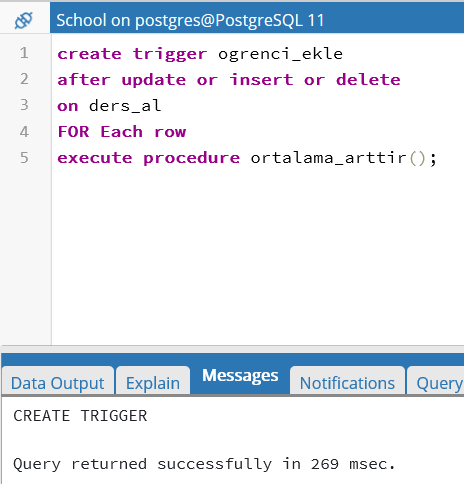 School on postgres@PostgreSQL 11
1 create trigger ogrenci_ekle
2 after update or insert or delete
3 on ders_al
4 FOR Each row
5 execute procedure ortalama_arttir();
Data Output Explain Messages Notifications Query
CREATE TRIGGER
Query returned successfully in 269 msec.